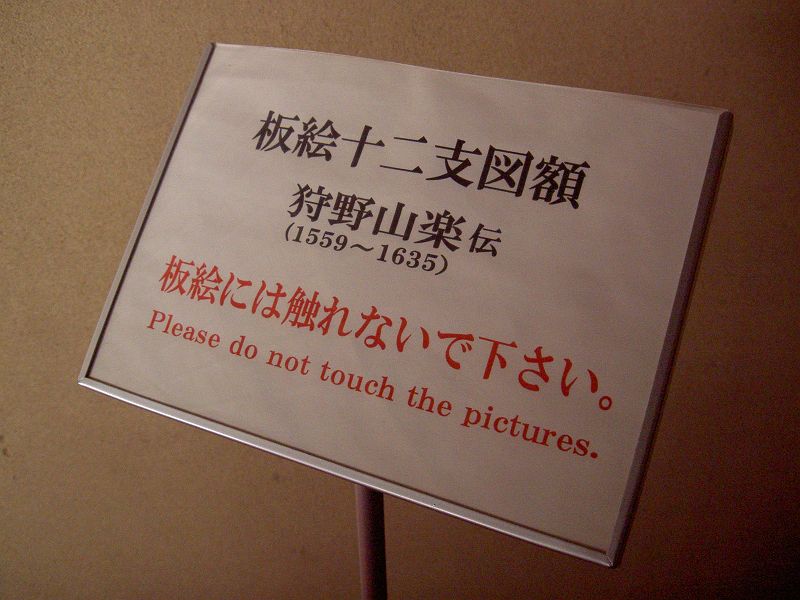 板絵十二支図額
狩野山楽伝
(1559〜1635)
板絵には触れないで下さい。
Please do not touch the pictures.